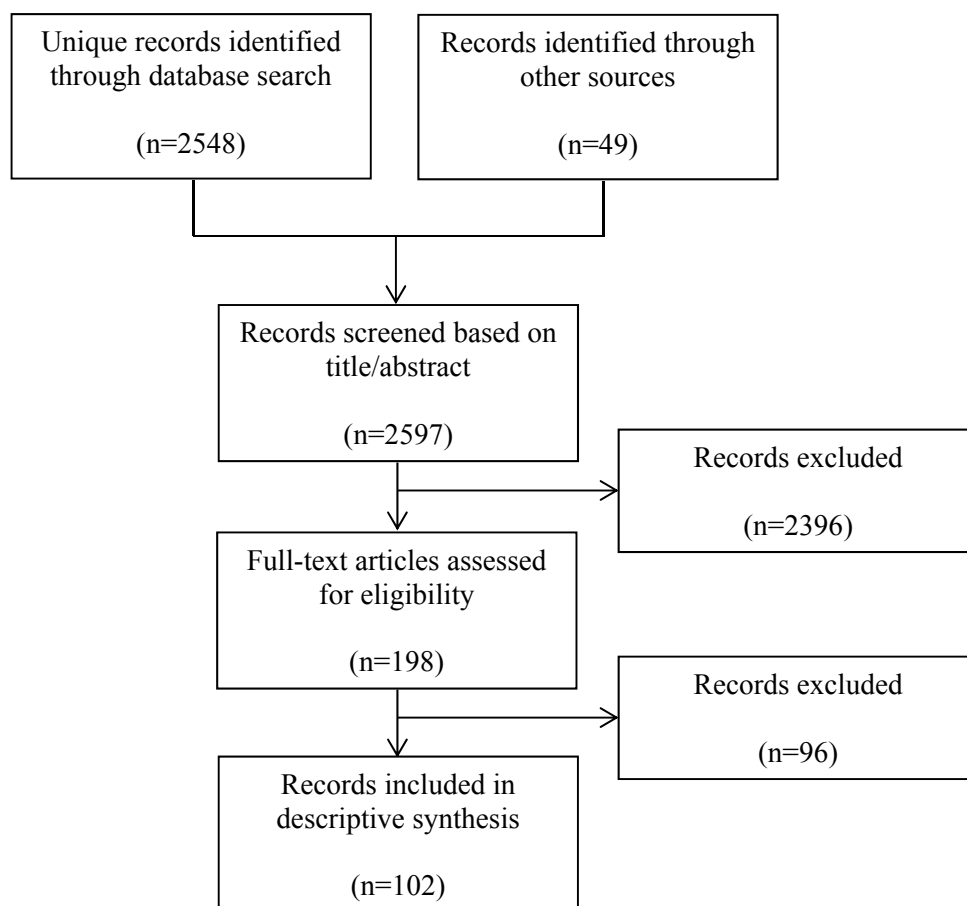 Unique records identified
through database search
(n=2548)
Records identified through
other sources
(n=49)
Records screened based on
title/abstract
(n=2597)
Records excluded
(n=2396)
Full-text articles assessed
for eligibility
(n=198)
Records excluded
(n=96)
Records included in
descriptive synthesis
(n=102)